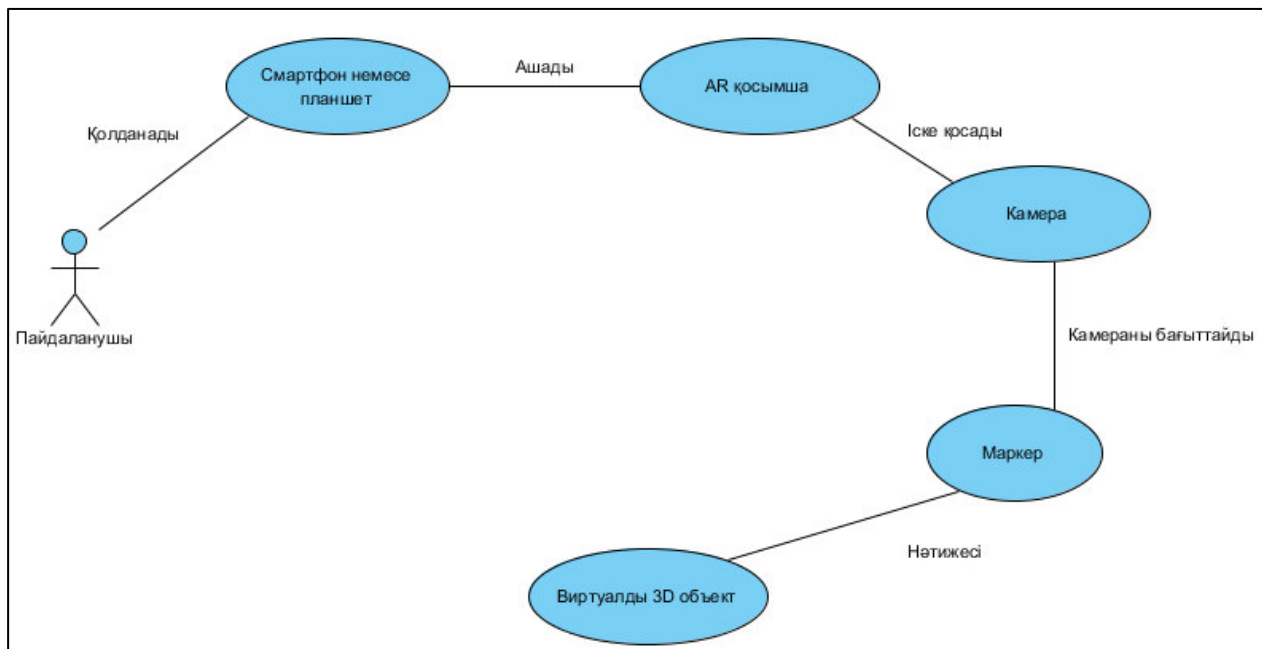 Смартфон немесе
планшет
Ашады
AR қосымша
Қолданады
Іске қосады
Камера
Пайдаланушы
Камераны бағыттайды
Маркер
Нәтижесі
Виртуалды 3D объект